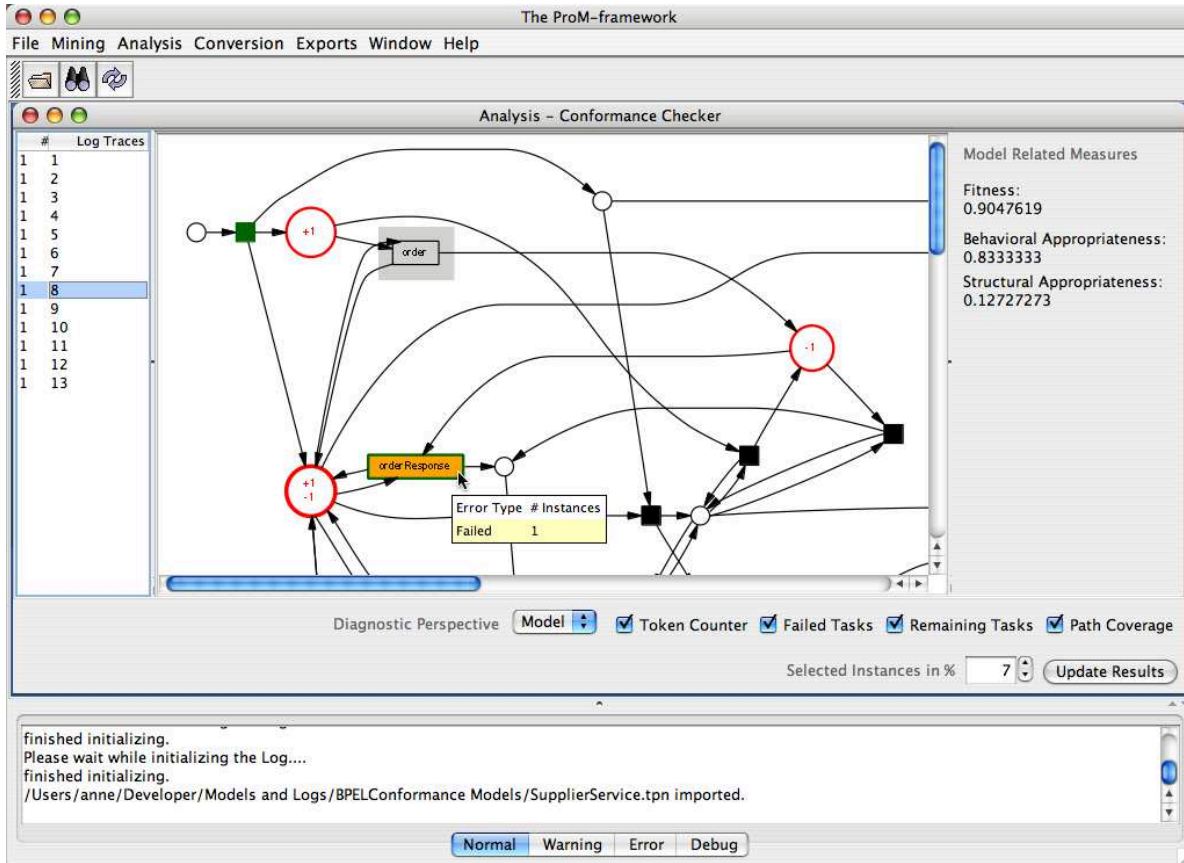 The ProM-framework
File Mining Analysis Conversion Exports Window Help
Analysis – Conformance Checker
# Log Traces
1 1
1 2
1 3
1 4
1 5
1 6
1 7
1 8
1 9
1 10
1 11
1 12
1 13
+1
order
-1
orderResponse
+1
-1
Error Type # Instances
Failed 1
Model Related Measures
Fitness:
0.9047619
Behavioral Appropriateness:
0.8333333
Structural Appropriateness:
0.12727273
Diagnostic Perspective Model Token Counter Failed Tasks Remaining Tasks Path Coverage
Selected Instances in % 7 Update Results
finished initializing.
Please wait while initializing the Log....
finished initializing.
/Users/anne/Developer/Models and Logs/BPELConformance Models/SupplierService.tpn imported.
Normal Warning Error Debug